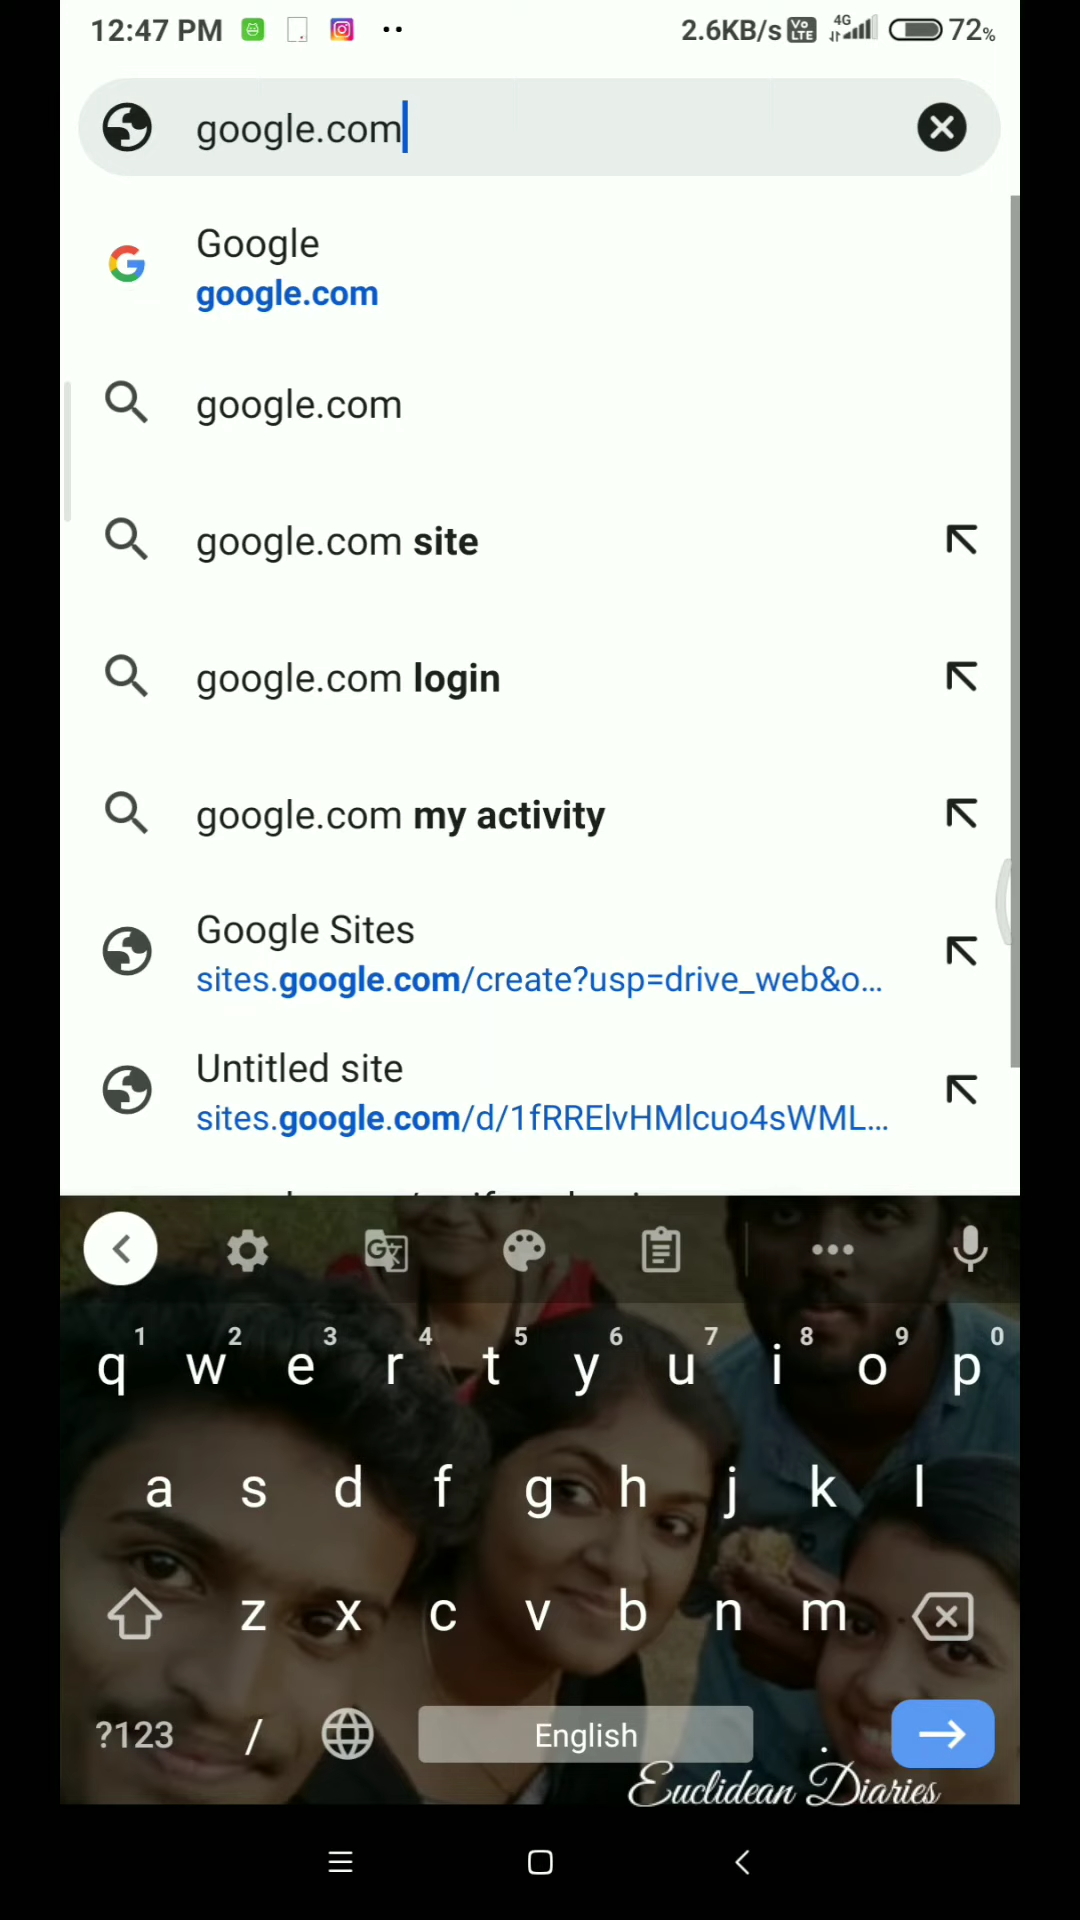 12:47 PM 2.6KB/s Vo LTE 4G 72%
google.com
Google
google.com
google.com
google.com site
google.com login
google.com my activity
Google Sites
sites.google.com/create?usp=drive_web&o...
Untitled site
sites.google.com/d/1fRRElvHMlcuo4sWML...
1 2 3 4 5 6 7 8 9 0
q w e r t y u i o p
a s d f g h j k l
z x c v b n m
?123 / English .
Euclidean Diaries